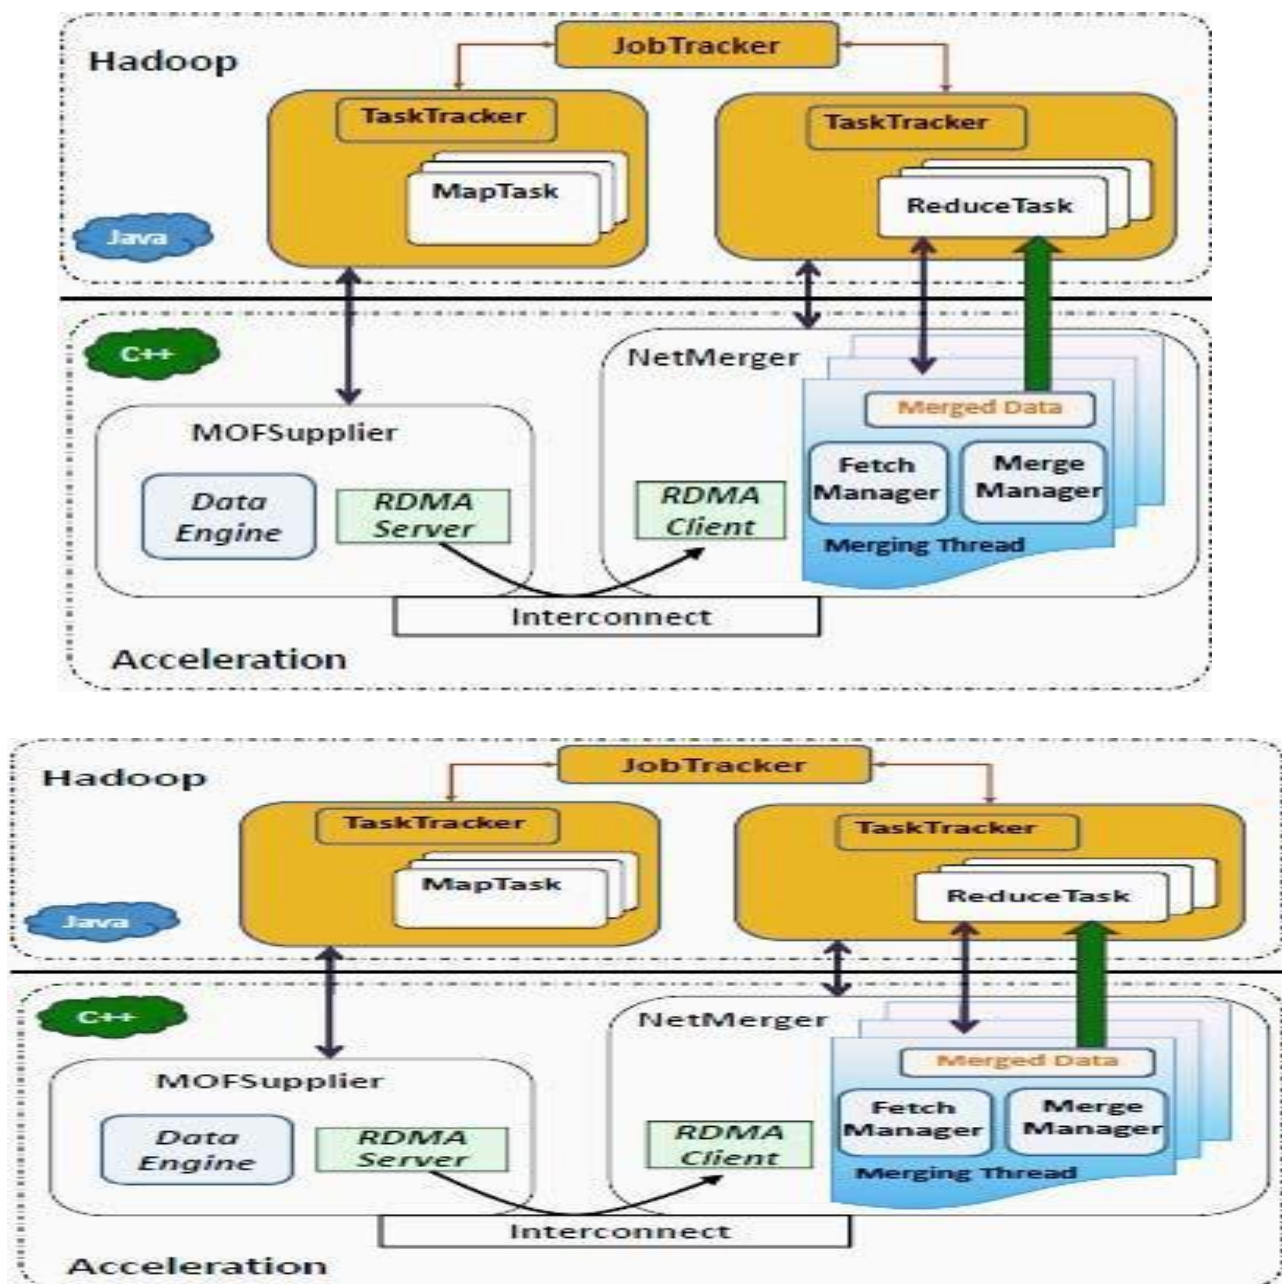 JobTracker
Hadoop
TaskTracker
TaskTracker
MapTask
ReduceTask
Java
C++
NetMerger
Merged Data
MOFSupplier
Fetch
Manager
Merge
Manager
Data
Engine
RDMA
Server
RDMA
Client
Merging Thread
Interconnect
Acceleration
JobTracker
Hadoop
TaskTracker
TaskTracker
MapTask
ReduceTask
Java
C++
NetMerger
Merged Data
MOFSupplier
Fetch
Manager
Merge
Manager
Data
Engine
RDMA
Server
RDMA
Client
Merging Thread
Interconnect
Acceleration